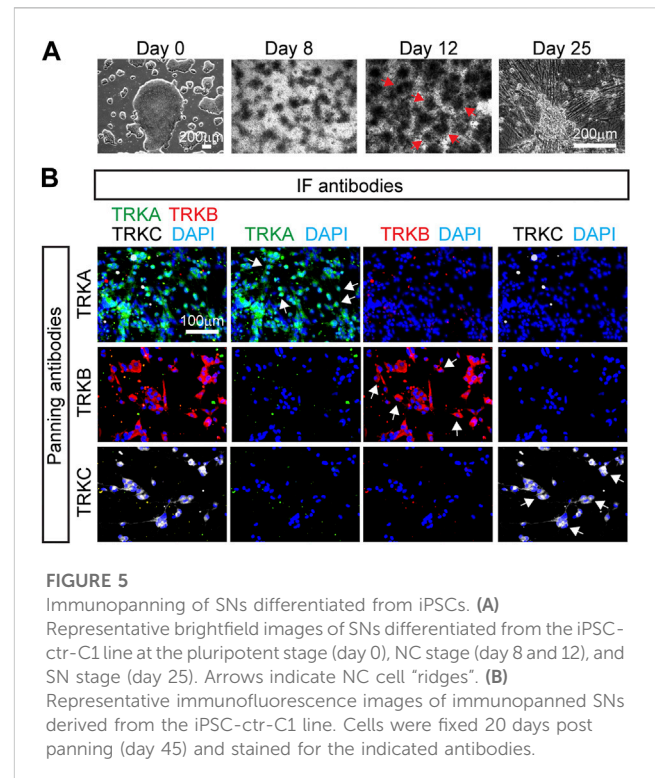 A
Day 0 Day 8 Day 12 Day 25
200μm 200μm
B
IF antibodies
TRKA TRKB
TRKC DAPI TRKA DAPI TRKB DAPI TRKC DAPI
Panning antibodies
TRKA
100μm
TRKB
TRKC
FIGURE 5
Immunopanning of SNs differentiated from iPSCs. (A)
Representative brightfield images of SNs differentiated from the iPSC-
ctr-C1 line at the pluripotent stage (day 0), NC stage (day 8 and 12), and
SN stage (day 25). Arrows indicate NC cell “ridges”. (B)
Representative immunofluorescence images of immunopanned SNs
derived from the iPSC-ctr-C1 line. Cells were fixed 20 days post
panning (day 45) and stained for the indicated antibodies.